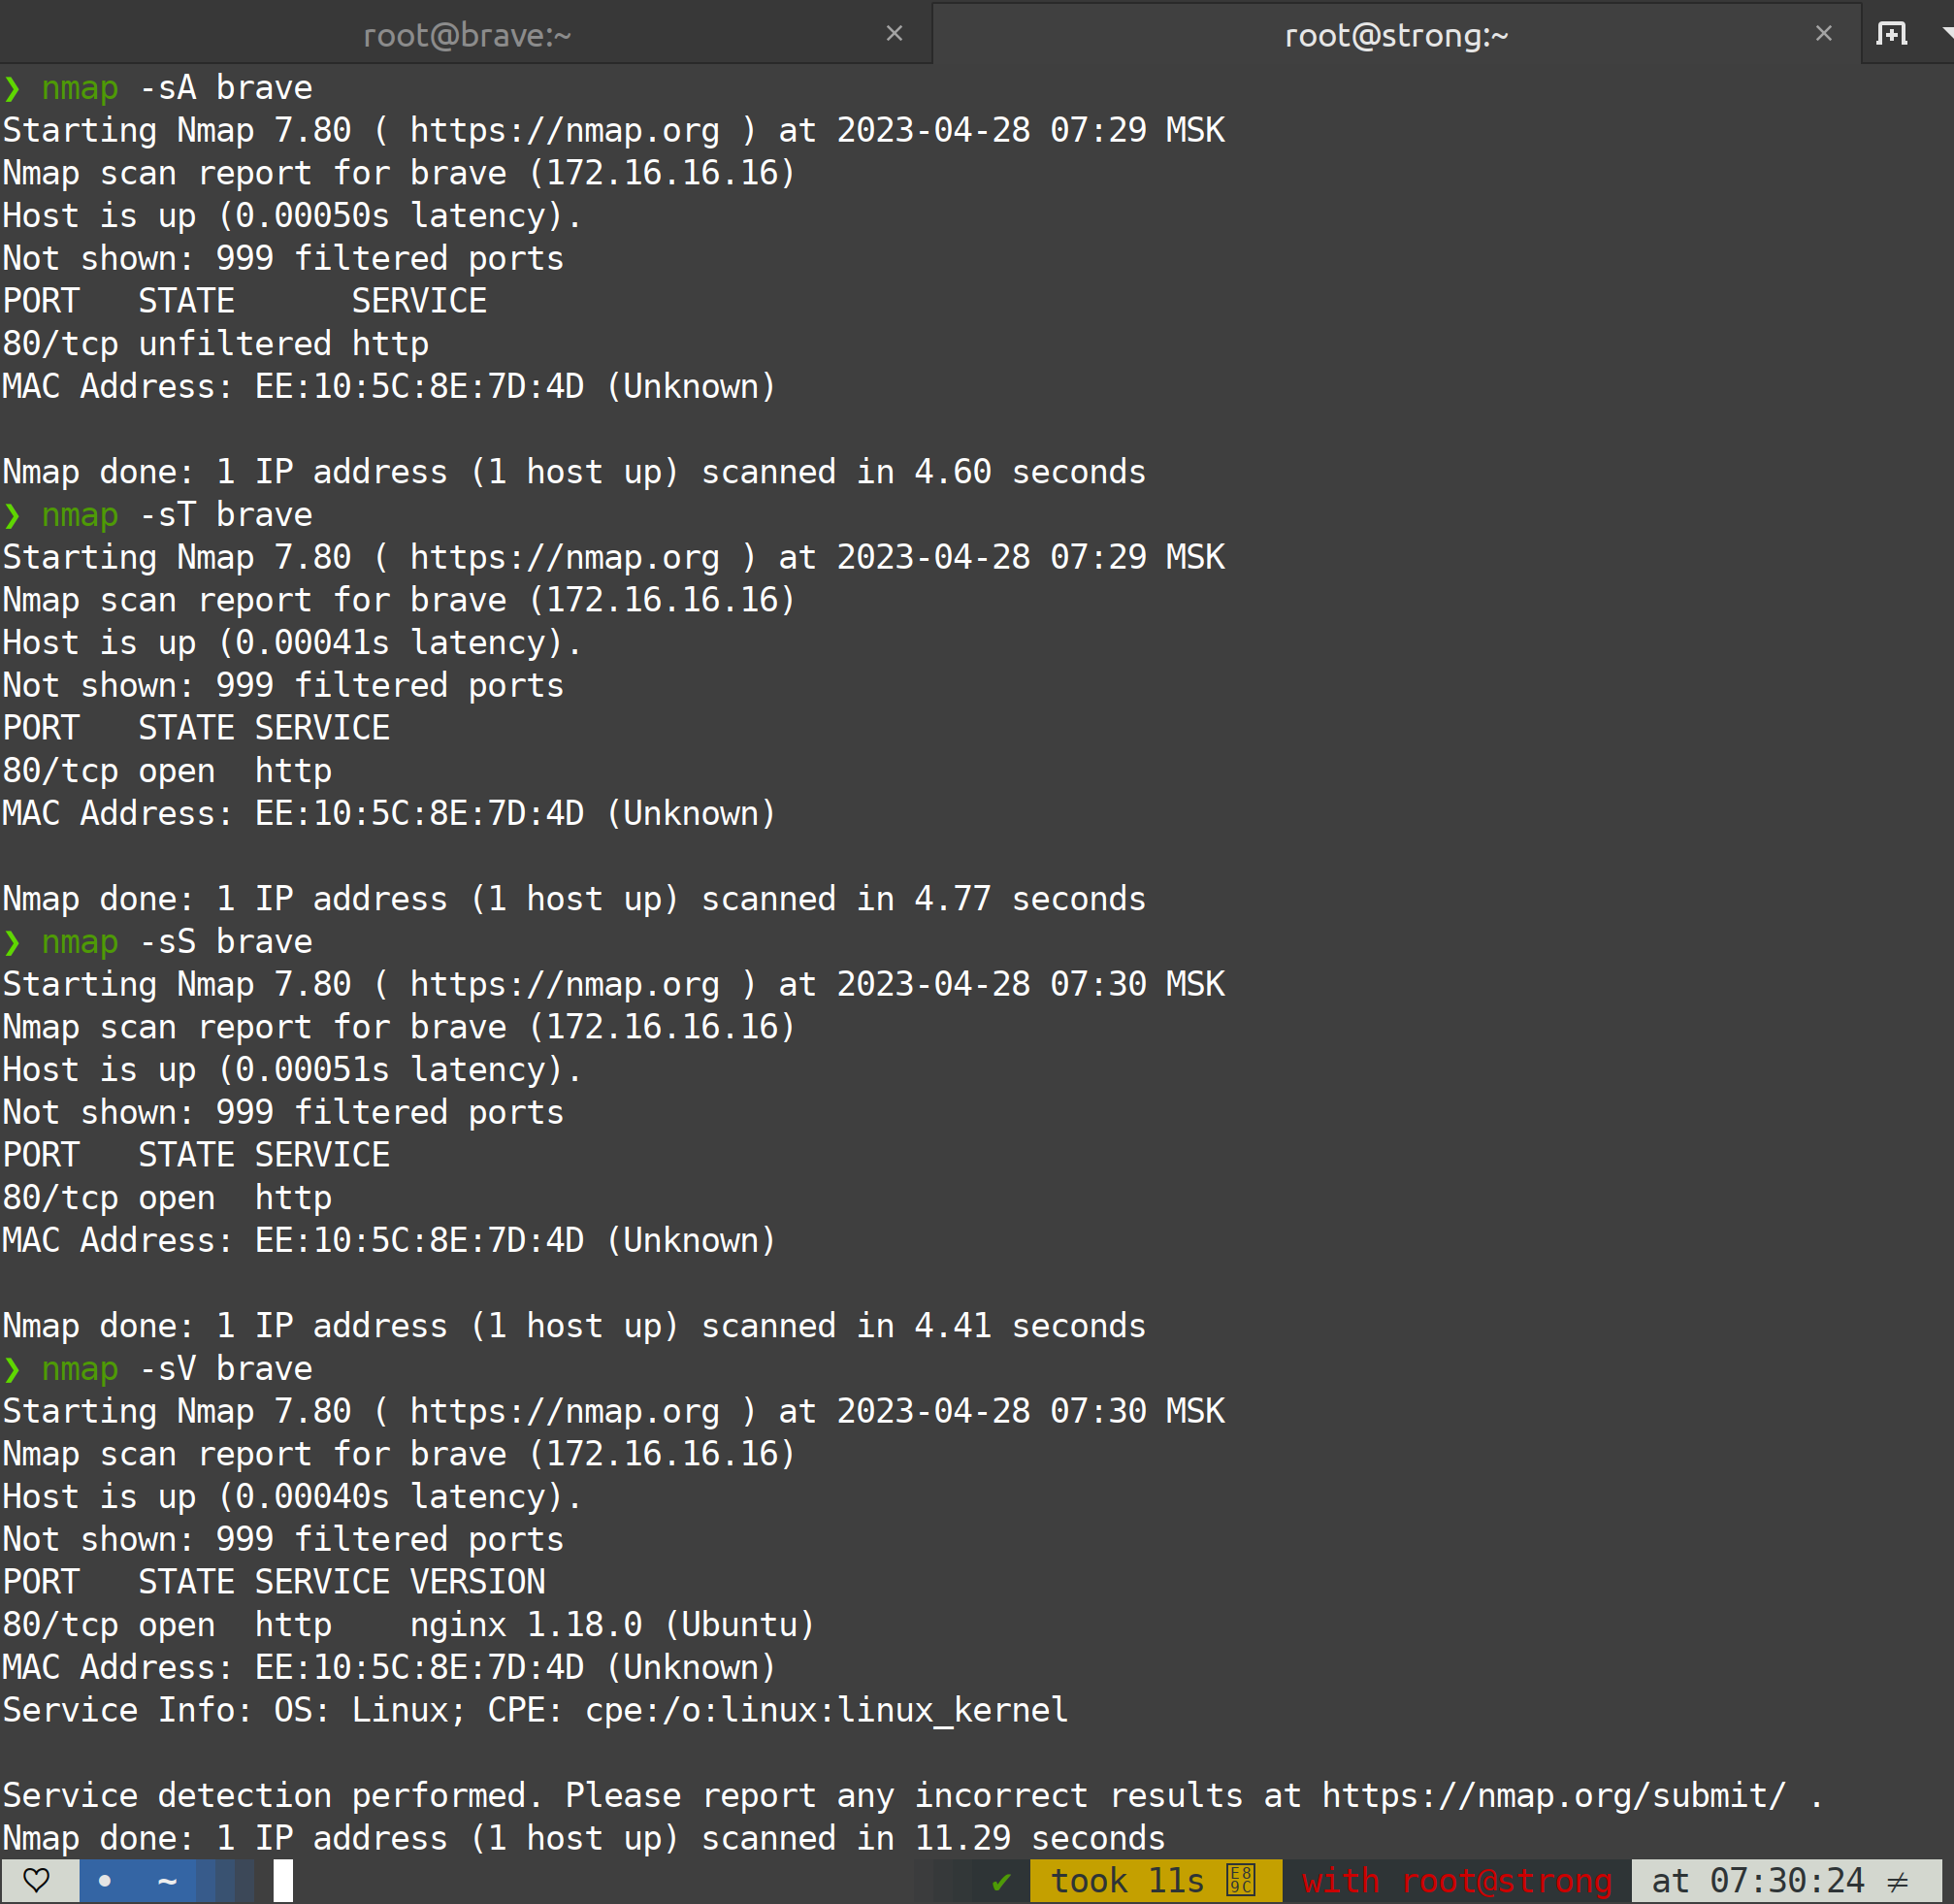 root@brave:~ × root@strong:~ ×
❯ nmap -sA brave
Starting Nmap 7.80 ( https://nmap.org ) at 2023-04-28 07:29 MSK
Nmap scan report for brave (172.16.16.16)
Host is up (0.00050s latency).
Not shown: 999 filtered ports
PORT   STATE      SERVICE
80/tcp unfiltered http
MAC Address: EE:10:5C:8E:7D:4D (Unknown)

Nmap done: 1 IP address (1 host up) scanned in 4.60 seconds
❯ nmap -sT brave
Starting Nmap 7.80 ( https://nmap.org ) at 2023-04-28 07:29 MSK
Nmap scan report for brave (172.16.16.16)
Host is up (0.00041s latency).
Not shown: 999 filtered ports
PORT   STATE SERVICE
80/tcp open  http
MAC Address: EE:10:5C:8E:7D:4D (Unknown)

Nmap done: 1 IP address (1 host up) scanned in 4.77 seconds
❯ nmap -sS brave
Starting Nmap 7.80 ( https://nmap.org ) at 2023-04-28 07:30 MSK
Nmap scan report for brave (172.16.16.16)
Host is up (0.00051s latency).
Not shown: 999 filtered ports
PORT   STATE SERVICE
80/tcp open  http
MAC Address: EE:10:5C:8E:7D:4D (Unknown)

Nmap done: 1 IP address (1 host up) scanned in 4.41 seconds
❯ nmap -sV brave
Starting Nmap 7.80 ( https://nmap.org ) at 2023-04-28 07:30 MSK
Nmap scan report for brave (172.16.16.16)
Host is up (0.00040s latency).
Not shown: 999 filtered ports
PORT   STATE SERVICE VERSION
80/tcp open  http    nginx 1.18.0 (Ubuntu)
MAC Address: EE:10:5C:8E:7D:4D (Unknown)
Service Info: OS: Linux; CPE: cpe:/o:linux:linux_kernel

Service detection performed. Please report any incorrect results at https://nmap.org/submit/ .
Nmap done: 1 IP address (1 host up) scanned in 11.29 seconds
♡ • ~ ✔ took 11s E89C with root@strong at 07:30:24 ≠